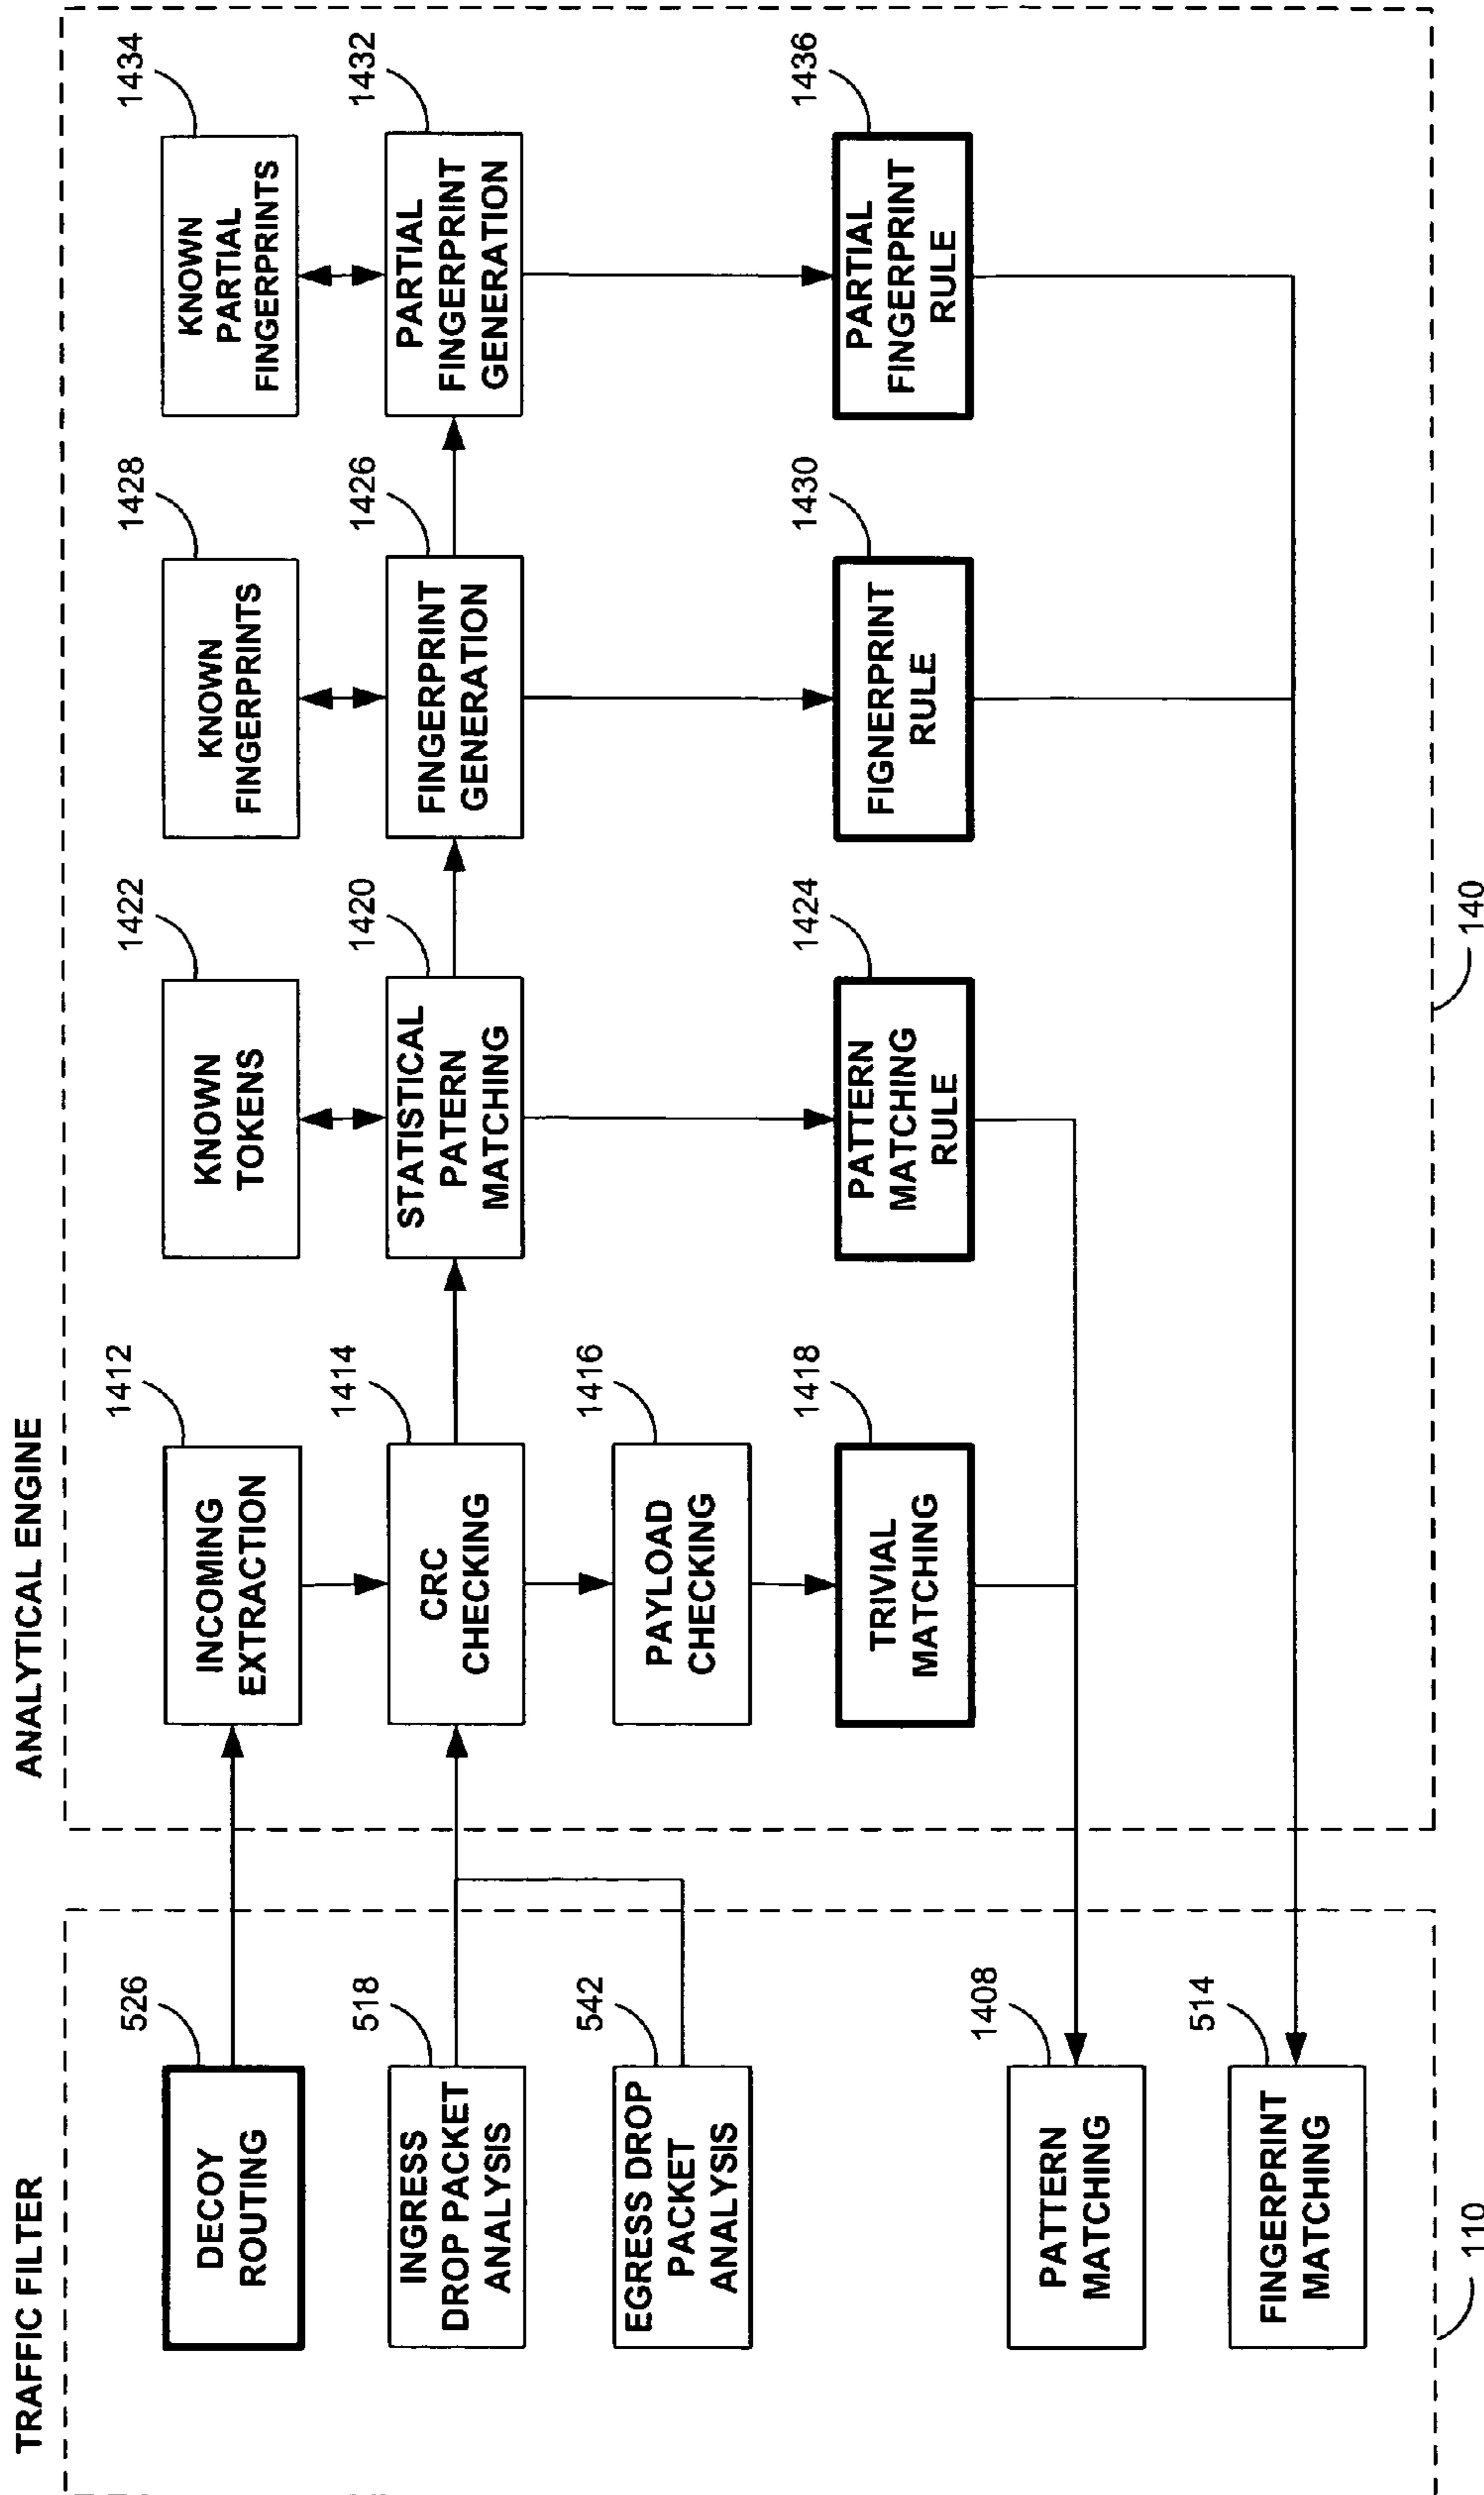 TRAFFIC FILTER
ANALYTICAL ENGINE
526
DECOY
ROUTING
518
INGRESS
DROP PACKET
ANALYSIS
542
EGRESS DROP
PACKET
ANALYSIS
1408
PATTERN
MATCHING
514
FINGERPRINT
MATCHING
110
1412
INCOMING
EXTRACTION
1414
CRC
CHECKING
1416
PAYLOAD
CHECKING
1418
TRIVIAL
MATCHING
1422
KNOWN
TOKENS
1420
STATISTICAL
PATERN
MATCHING
1424
PATTERN
MATCHING
RULE
1428
KNOWN
FINGERPRINTS
1426
FINGERPRINT
GENERATION
1430
FIGNERPRINT
RULE
1434
KNOWN
PARTIAL
FINGERPRINTS
1432
PARTIAL
FINGERPRINT
GENERATION
1436
PARTIAL
FINGERPRINT
RULE
140